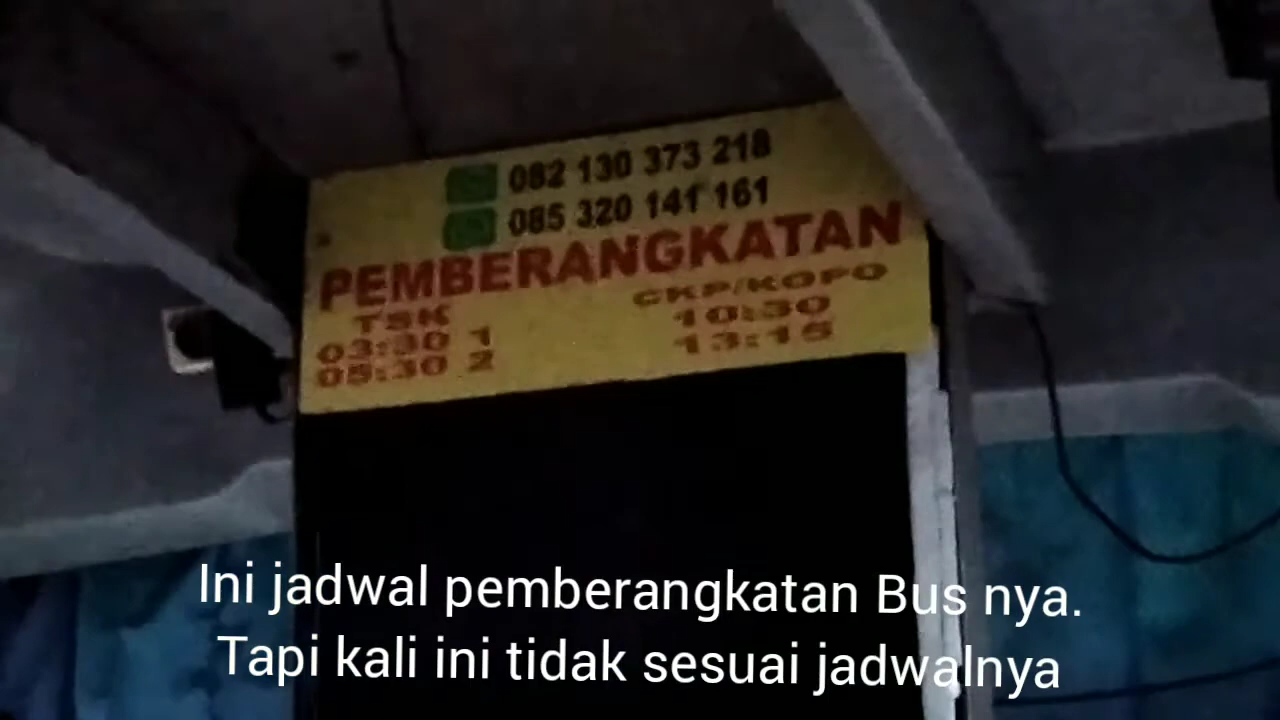 082 130 373 218
085 320 141 161
PEMBERANGKATAN
TSK CKP/KOPO
03:30 1 10:30
05:30 2 13:15
Ini jadwal pemberangkatan Bus nya.
Tapi kali ini tidak sesuai jadwalnya